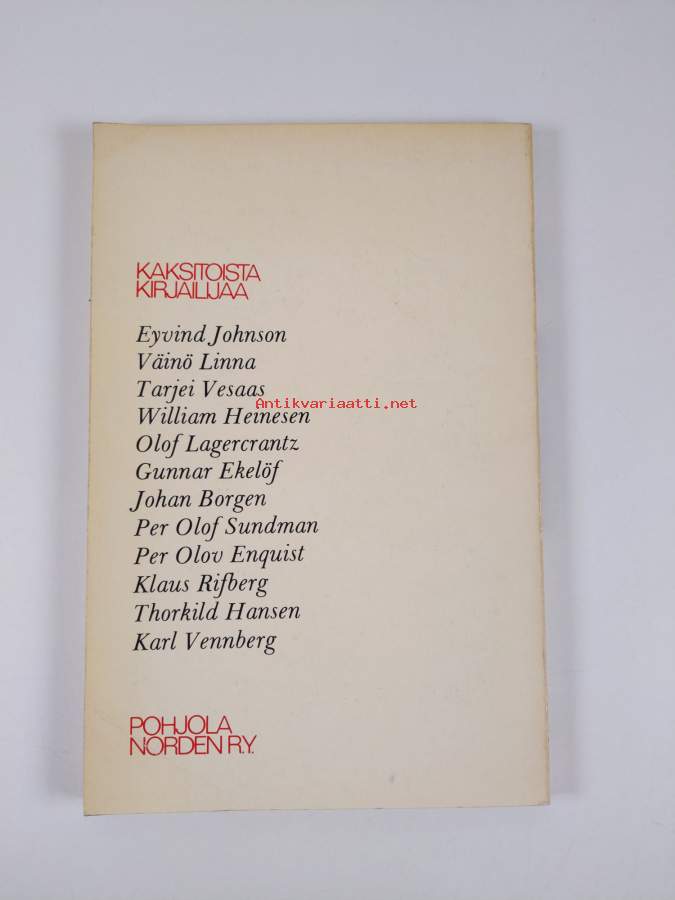 KAKSITOISTA
KIRJAILIJAA
Eyvind Johnson
Väinö Linna
Tarjei Vesaas
Antikvariaatti.net
William Heinesen
Olof Lagercrantz
Gunnar Ekelöf
Johan Borgen
Per Olof Sundman
Per Olov Enquist
Klaus Rifberg
Thorkild Hansen
Karl Vennberg
POHJOLA
NORDEN R.Y.